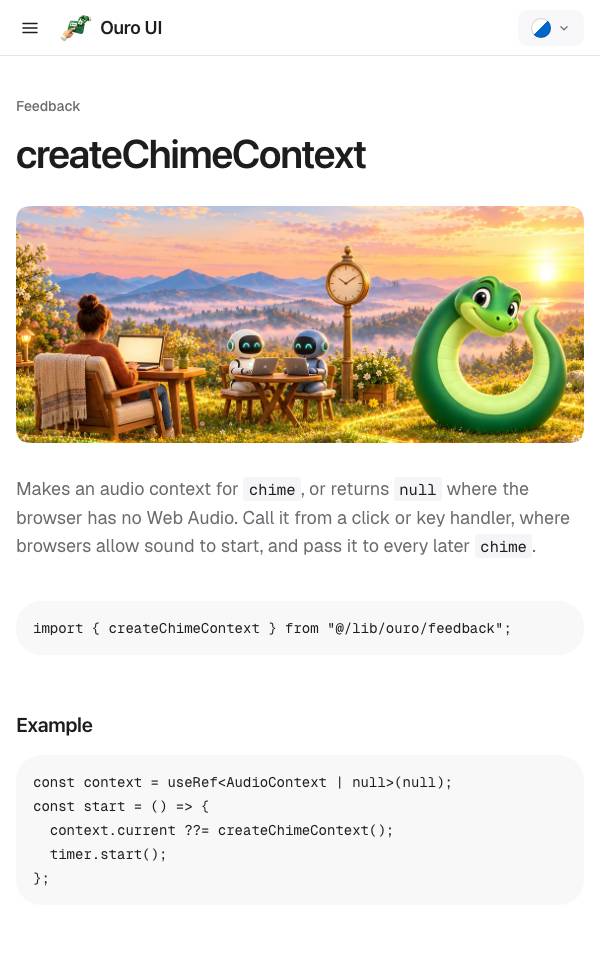 Ouro UI
Feedback
createChimeContext
Makes an audio context for chime, or returns null where the
browser has no Web Audio. Call it from a click or key handler, where
browsers allow sound to start, and pass it to every later chime.
import { createChimeContext } from "@/lib/ouro/feedback";
Example
const context = useRef<AudioContext | null>(null);
const start = () => {
  context.current ??= createChimeContext();
  timer.start();
};